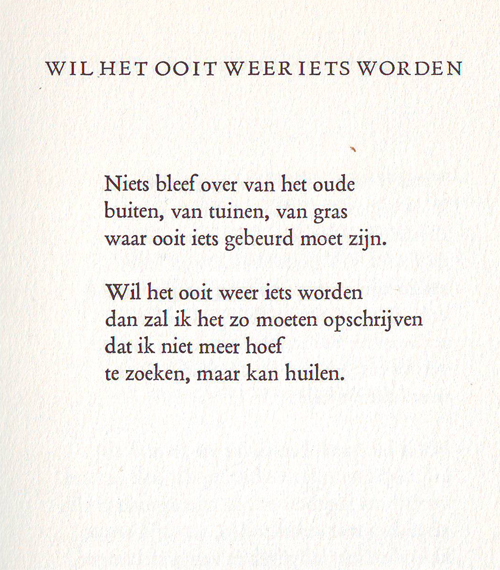 WIL HET OOIT WEER IETS WORDEN
Niets bleef over van het oude
buiten, van tuinen, van gras
waar ooit iets gebeurd moet zijn.
Wil het ooit weer iets worden
dan zal ik het zo moeten opschrijven
dat ik niet meer hoef
te zoeken, maar kan huilen.